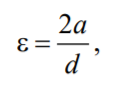 ε = 2a/d,